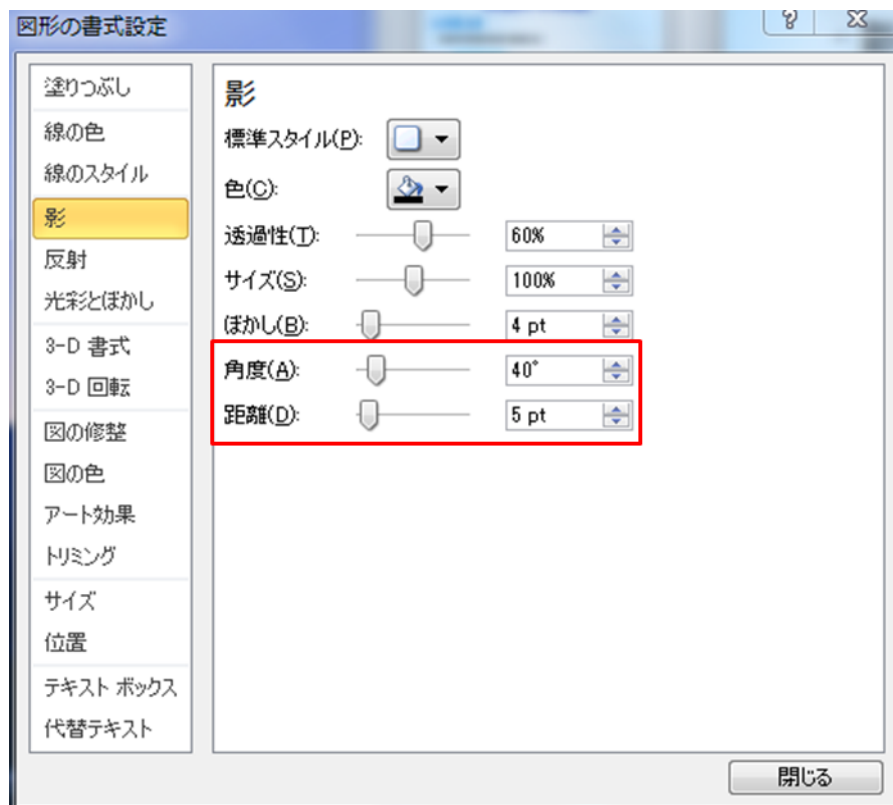 図形の書式設定
塗りつぶし
線の色
線のスタイル
影
反射
光彩とぼかし
3-D 書式
3-D 回転
図の修整
図の色
アート効果
トリミング
サイズ
位置
テキスト ボックス
代替テキスト
影
標準スタイル(P):
色(C):
透過性(T): 60%
サイズ(S): 100%
ぼかし(B): 4 pt
角度(A): 40°
距離(D): 5 pt
閉じる